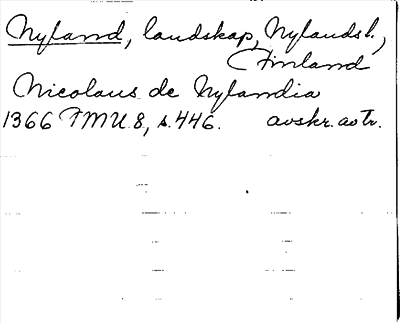 Nyland, landskap, Nylands l.,
Finland
Nicolaus de Nylandia
1366 FMU 8, s. 446. avskr. av tr.